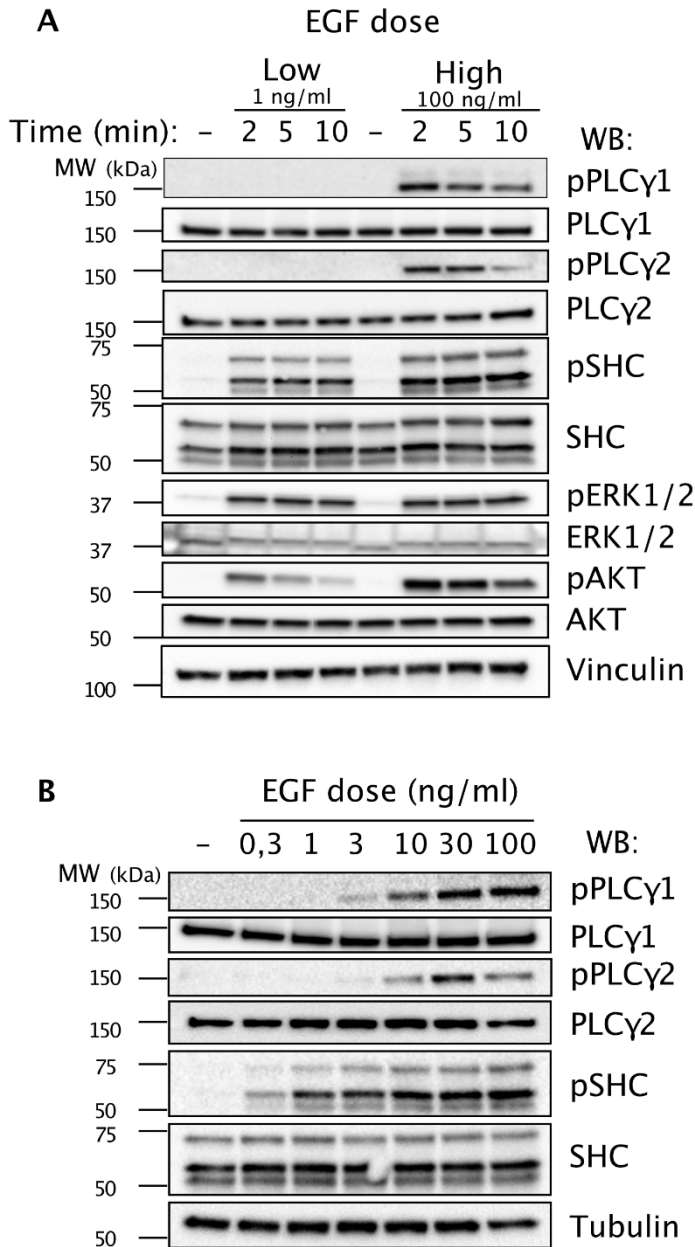 A EGF dose
Low High
1 ng/ml 100 ng/ml
Time (min): – 2 5 10 – 2 5 10 WB:
MW (kDa)
150 pPLCγ1
150 PLCγ1
150 pPLCγ2
150 PLCγ2
75
50 pSHC
75
50 SHC
37 pERK1/2
37 ERK1/2
50 pAKT
50 AKT
100 Vinculin
B EGF dose (ng/ml)
– 0,3 1 3 10 30 100 WB:
MW (kDa)
150 pPLCγ1
150 PLCγ1
150 pPLCγ2
150 PLCγ2
75
50 pSHC
75
50 SHC
50 Tubulin